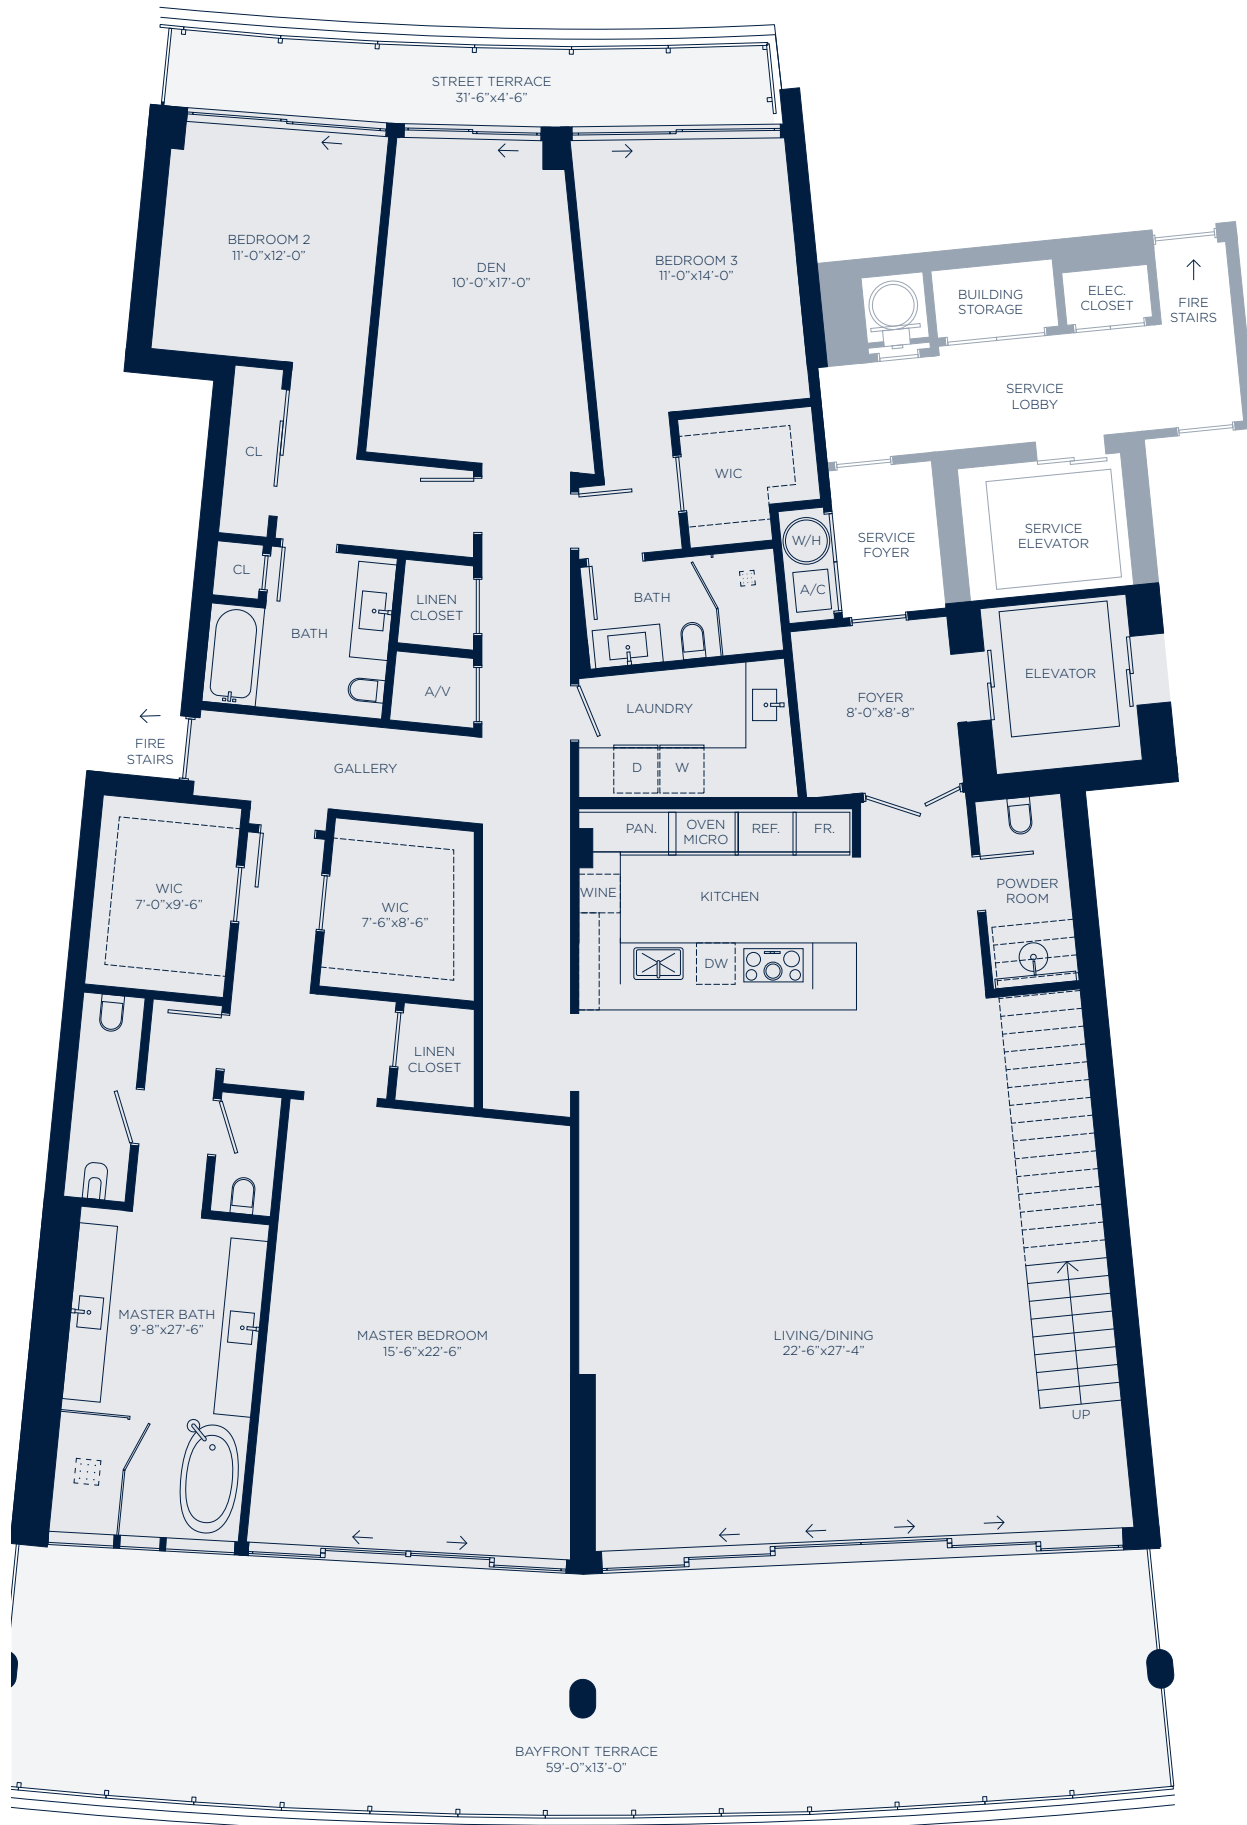 STREET TERRACE
31'-6"x4'-6"
BEDROOM 2
11'-0"x12'-0"
DEN
10'-0"x17'-0"
BEDROOM 3
11'-0"x14'-0"
BUILDING
STORAGE
ELEC.
CLOSET
FIRE
STAIRS
SERVICE
LOBBY
CL
WIC
W/H
A/C
SERVICE
FOYER
SERVICE
ELEVATOR
CL
LINEN
CLOSET
BATH
BATH
A/V
LAUNDRY
D
W
FOYER
8'-0"x8'-8"
ELEVATOR
FIRE
STAIRS
GALLERY
PAN.
OVEN
MICRO
REF.
FR.
WINE
KITCHEN
DW
POWDER
ROOM
WIC
7'-0"x9'-6"
WIC
7'-6"x8'-6"
LINEN
CLOSET
MASTER BATH
9'-8"x27'-6"
MASTER BEDROOM
15'-6"x22'-6"
LIVING/DINING
22'-6"x27'-4"
UP
BAYFRONT TERRACE
59'-0"x13'-0"